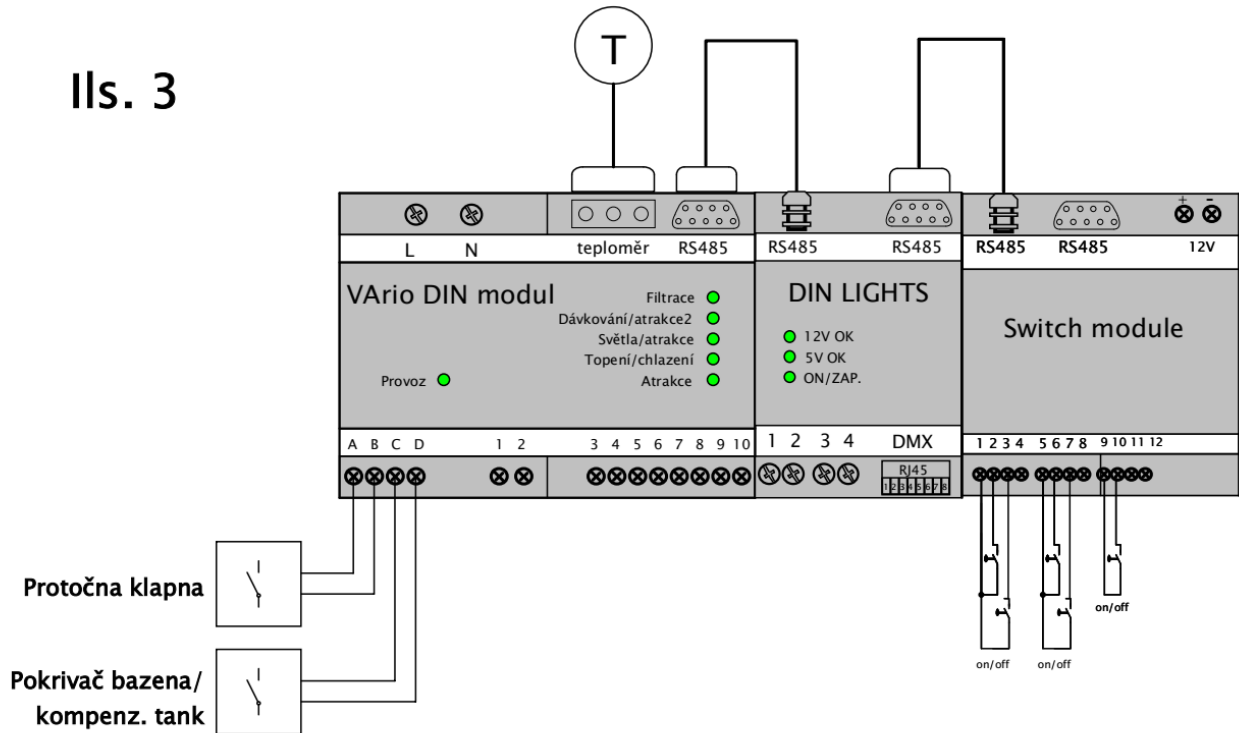 Ils. 3
T
L N teploměr RS485 RS485 RS485 RS485 RS485 + - 12V
VArio DIN modul
Filtrace
Dávkování/atrakce2
Světla/atrakce
Topení/chlazení
Provoz Atrakce
DIN LIGHTS
12V OK
5V OK
ON/ZAP.
Switch module
A B C D 1 2 3 4 5 6 7 8 9 10 1 2 3 4 DMX 1 2 3 4 5 6 7 8 9 10 11 12
RJ45
1 2 3 4 5 6 7 8
Protočna klapna
on/off
on/off on/off
Pokrivač bazena/
kompenz. tank